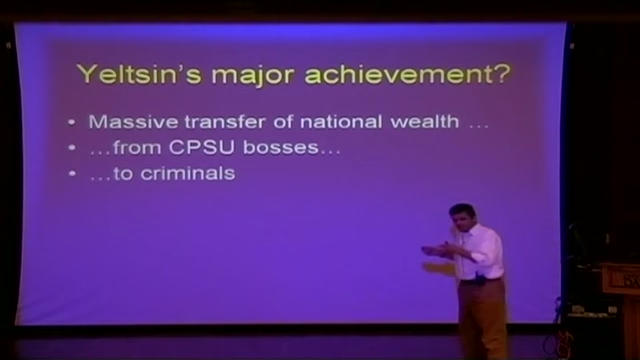 Yeltsin's major achievement?
• Massive transfer of national wealth …
• …from CPSU bosses…
• …to criminals